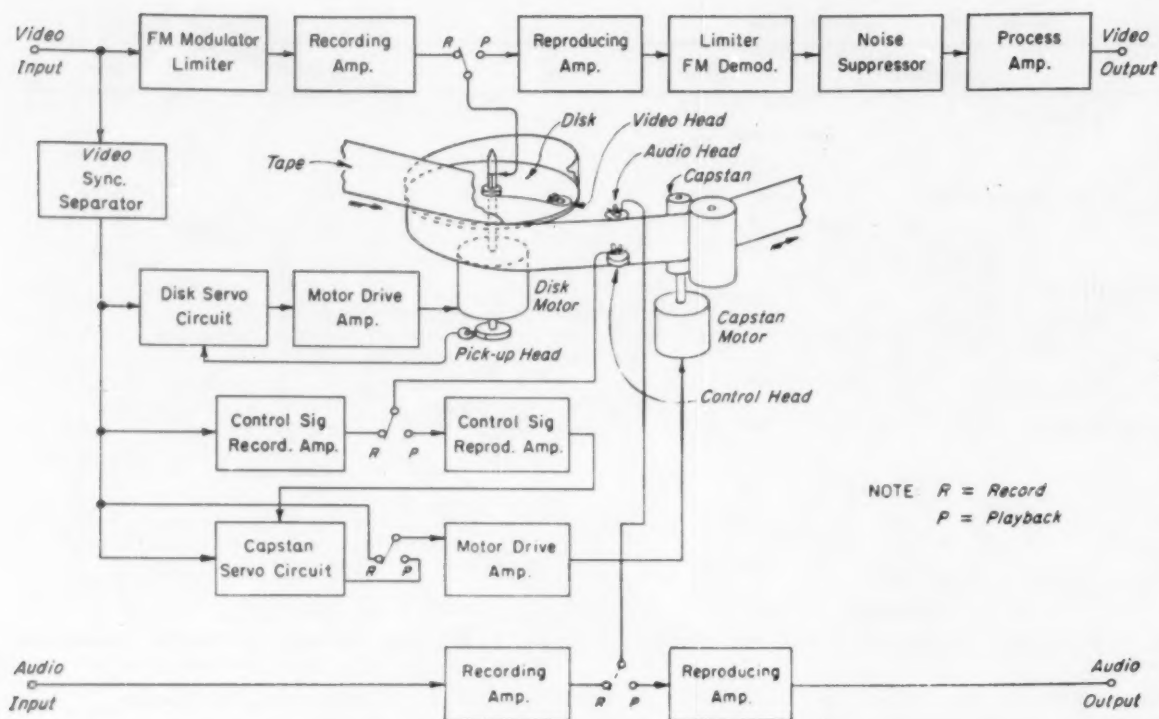 Video
Input
FM Modulator
Limiter
Recording
Amp.
R
P
Reproducing
Amp.
Limiter
FM Demod.
Noise
Suppressor
Process
Amp.
Video
Output
Video
Sync.
Separator
Tape
Disk
Video Head
Audio Head
Capstan
Disk Servo
Circuit
Motor Drive
Amp.
Disk
Motor
Pick-up Head
Capstan
Motor
Control Head
Control Sig
Record. Amp.
R
P
Control Sig
Reprod. Amp.
NOTE: R = Record
P = Playback
Capstan
Servo Circuit
R
P
Motor Drive
Amp.
Audio
Input
Recording
Amp.
R
P
Reproducing
Amp.
Audio
Output